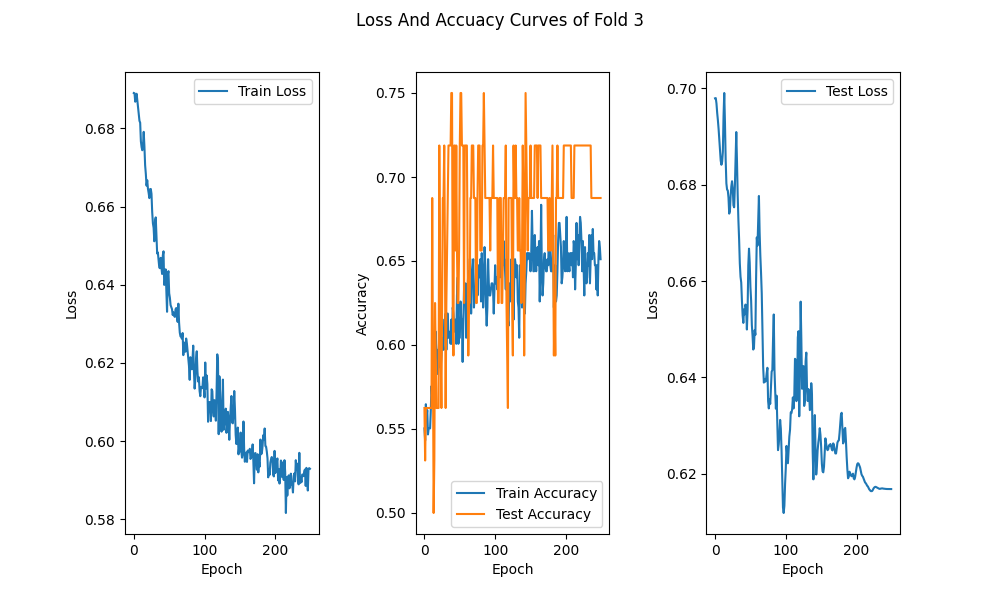 Loss And Accuacy Curves of Fold 3
Train Loss
0.68
0.66
0.64
0.62
0.60
0.58
Loss
0
100
200
Epoch
0.75
0.70
0.65
0.60
0.55
0.50
Accuracy
Train Accuracy
Test Accuracy
0
100
200
Epoch
Test Loss
0.70
0.68
0.66
0.64
0.62
Loss
0
100
200
Epoch